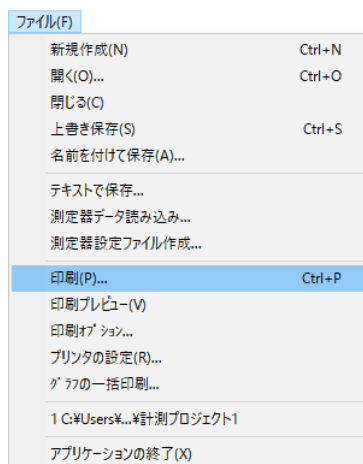 ファイル(F)
新規作成(N) Ctrl+N
開く(O)... Ctrl+O
閉じる(C)
上書き保存(S) Ctrl+S
名前を付けて保存(A)...
テキストで保存...
測定器データ読み込み...
測定器設定ファイル作成...
印刷(P)... Ctrl+P
印刷プレビュー(V)
印刷ｵﾌﾟｼｮﾝ...
プリンタの設定(R)...
ｸﾞﾗﾌの一括印刷...
1 C:¥Users¥...¥計測プロジェクト1
アプリケーションの終了(X)